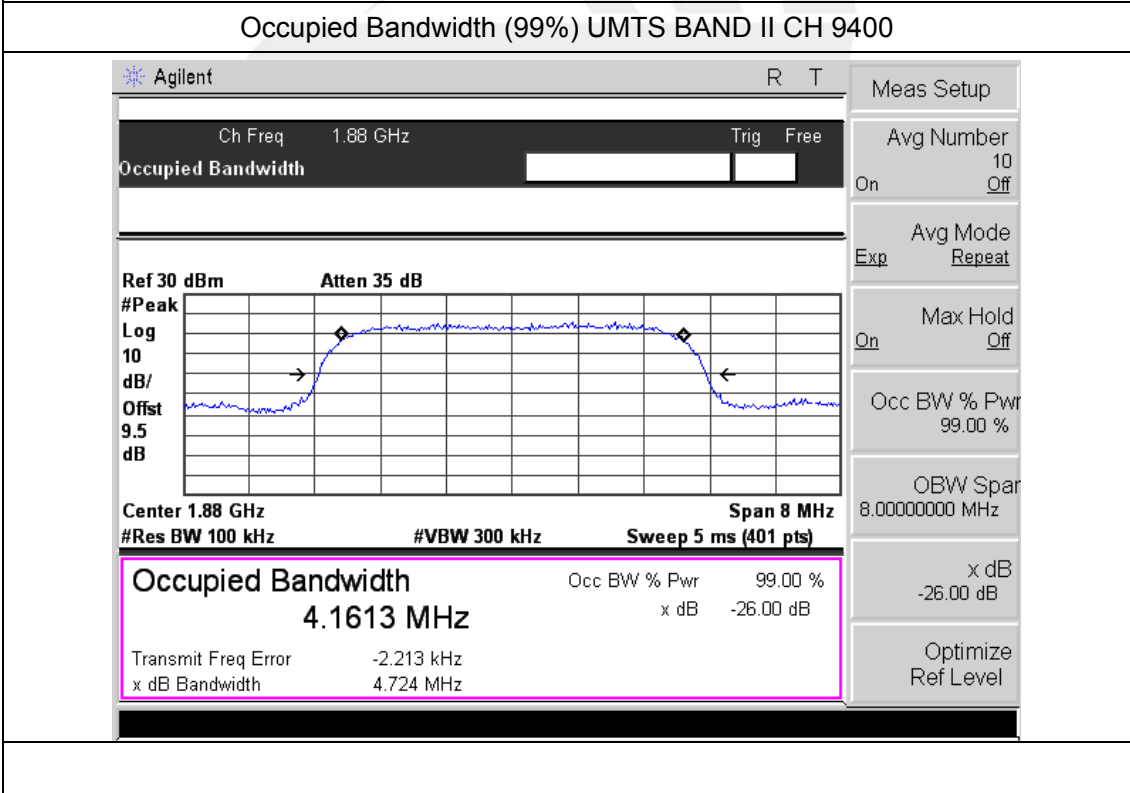 Occupied Bandwidth (99%) UMTS BAND II CH 9400
Agilent R T
Ch Freq 1.88 GHz Trig Free
Occupied Bandwidth
Ref 30 dBm Atten 35 dB
#Peak
Log
10
dB/
Offst
9.5
dB
Center 1.88 GHz Span 8 MHz
#Res BW 100 kHz #VBW 300 kHz Sweep 5 ms (401 pts)
Occupied Bandwidth Occ BW % Pwr 99.00 %
4.1613 MHz x dB -26.00 dB
Transmit Freq Error -2.213 kHz
x dB Bandwidth 4.724 MHz
Meas Setup
Avg Number
10
On Off
Avg Mode
Exp Repeat
Max Hold
On Off
Occ BW % Pwr
99.00 %
OBW Span
8.00000000 MHz
x dB
-26.00 dB
Optimize
Ref Level